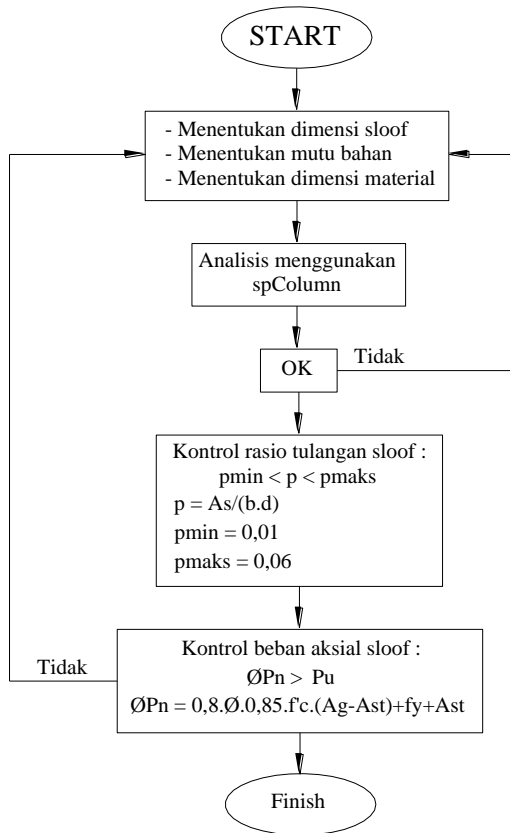 START
- Menentukan dimensi sloof
- Menentukan mutu bahan
- Menentukan dimensi material
Analisis menggunakan
spColumn
OK
Tidak
Kontrol rasio tulangan sloof :
pmin < p < pmaks
p = As/(b.d)
pmin = 0,01
pmaks = 0,06
Kontrol beban aksial sloof :
Tidak
ØPn > Pu
ØPn = 0,8.Ø.0,85.f'c.(Ag-Ast)+fy+Ast
Finish